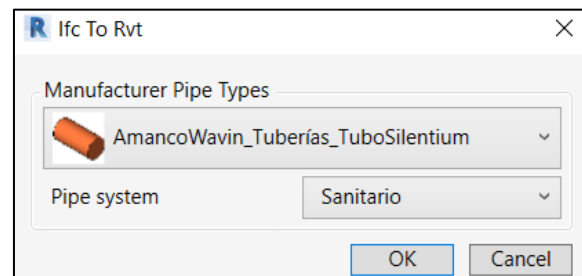 Ifc To Rvt
Manufacturer Pipe Types
AmancoWavin_Tuberías_TuboSilentium
Pipe system Sanitario
OK Cancel